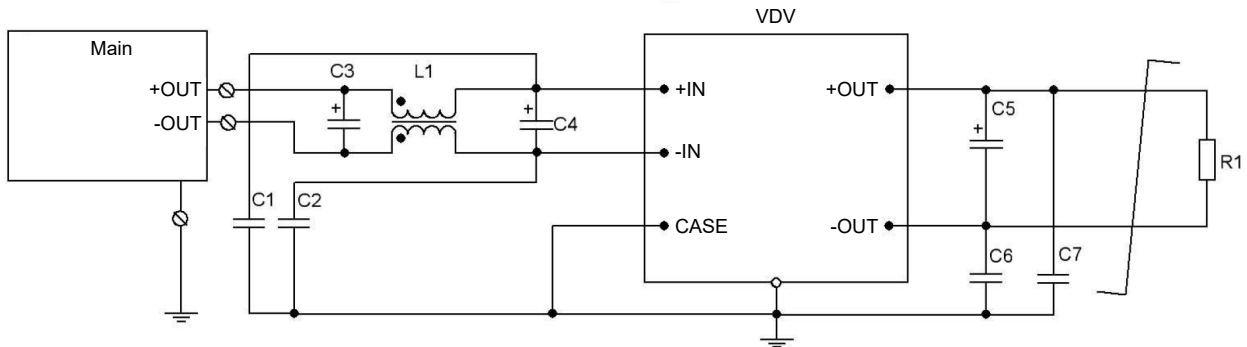 VDV
Main
C3
L1
+OUT
-OUT
+
+
C4
+IN
-IN
CASE
+OUT
-OUT
C5
+
R1
C1
C2
C6
C7